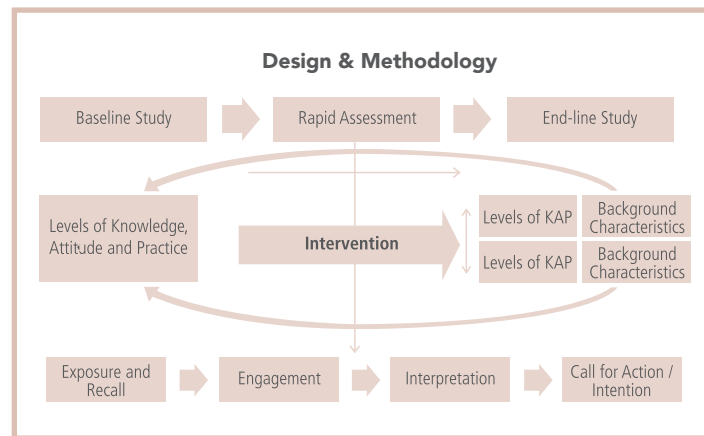 Design & Methodology
Baseline Study
Rapid Assessment
End-line Study
Levels of Knowledge,
Attitude and Practice
Intervention
Levels of KAP
Background
Characteristics
Levels of KAP
Background
Characteristics
Exposure and
Recall
Engagement
Interpretation
Call for Action /
Intention